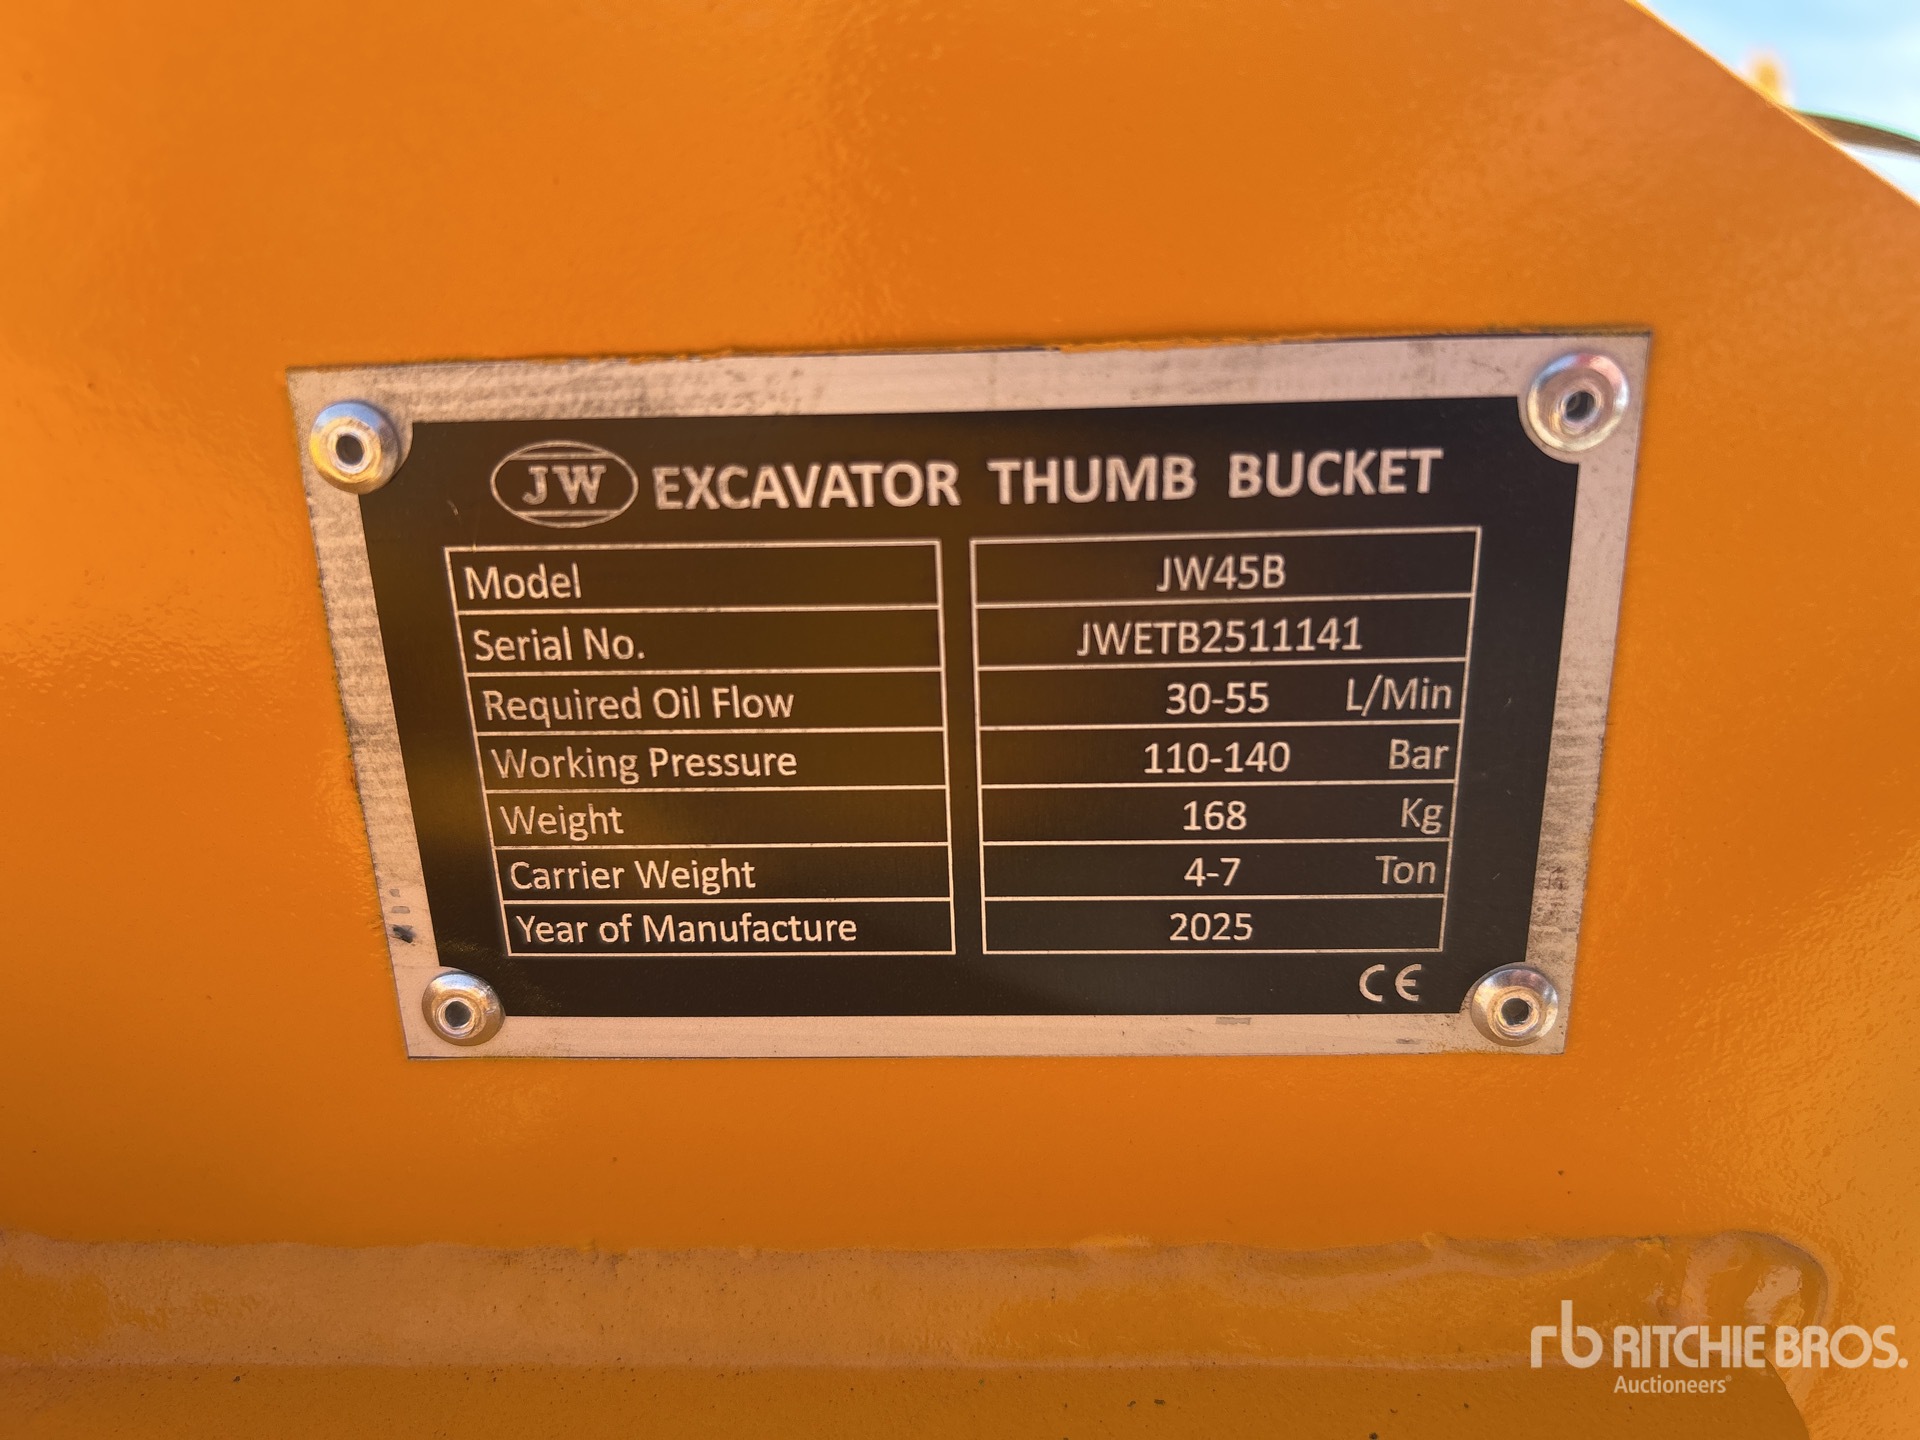 JW EXCAVATOR THUMB BUCKET
Model JW45B
Serial No. JWETB2511141
Required Oil Flow 30-55 L/Min
Working Pressure 110-140 Bar
Weight 168 Kg
Carrier Weight 4-7 Ton
Year of Manufacture 2025
CE
rb RITCHIE BROS.
Auctioneers